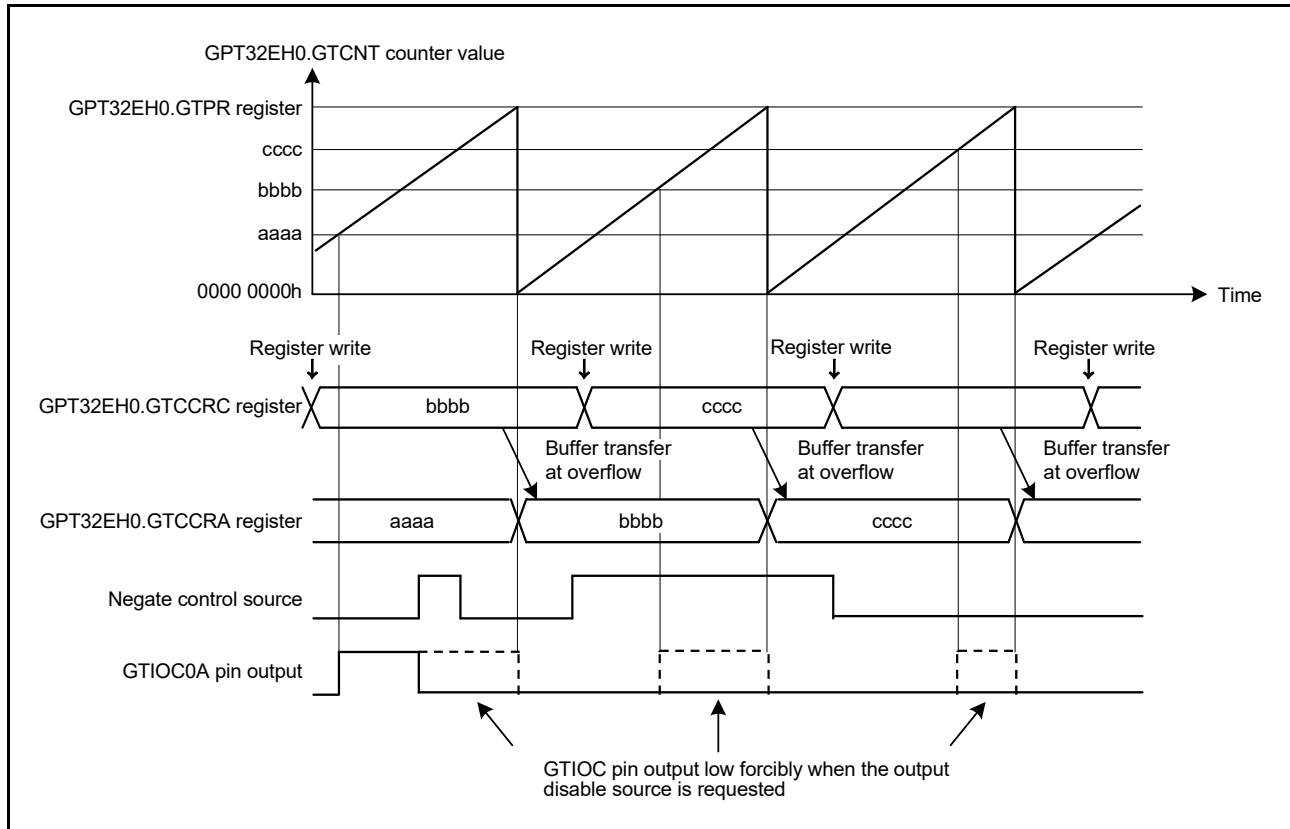 GPT32EH0.GTCNT counter value
GPT32EH0.GTPR register
cccc
bbbb
aaaa
0000 0000h
Time
Register write
Register write
Register write
Register write
GPT32EH0.GTCCRC register
bbbb
cccc
Buffer transfer
at overflow
Buffer transfer
at overflow
Buffer transfer
at overflow
GPT32EH0.GTCCRA register
aaaa
bbbb
cccc
Negate control source
GTIOC0A pin output
GTIOC pin output low forcibly when the output
disable source is requested